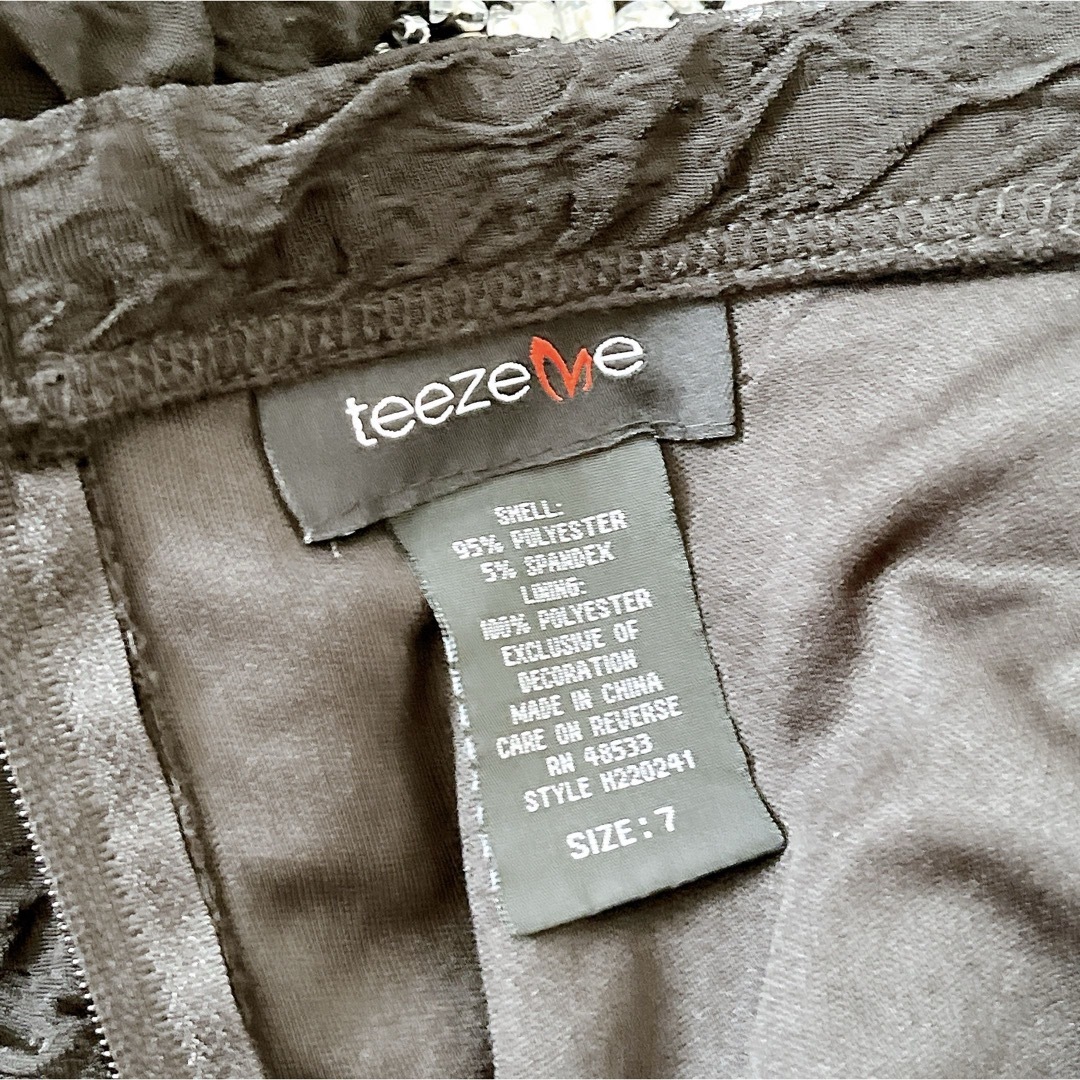 teezeme
SHELL:
95% POLYESTER
5% SPANDEX
LINING:
100% POLYESTER
EXCLUSIVE OF
DECORATION
MADE IN CHINA
CARE ON REVERSE
RN 48533
STYLE H220241
SIZE: 7